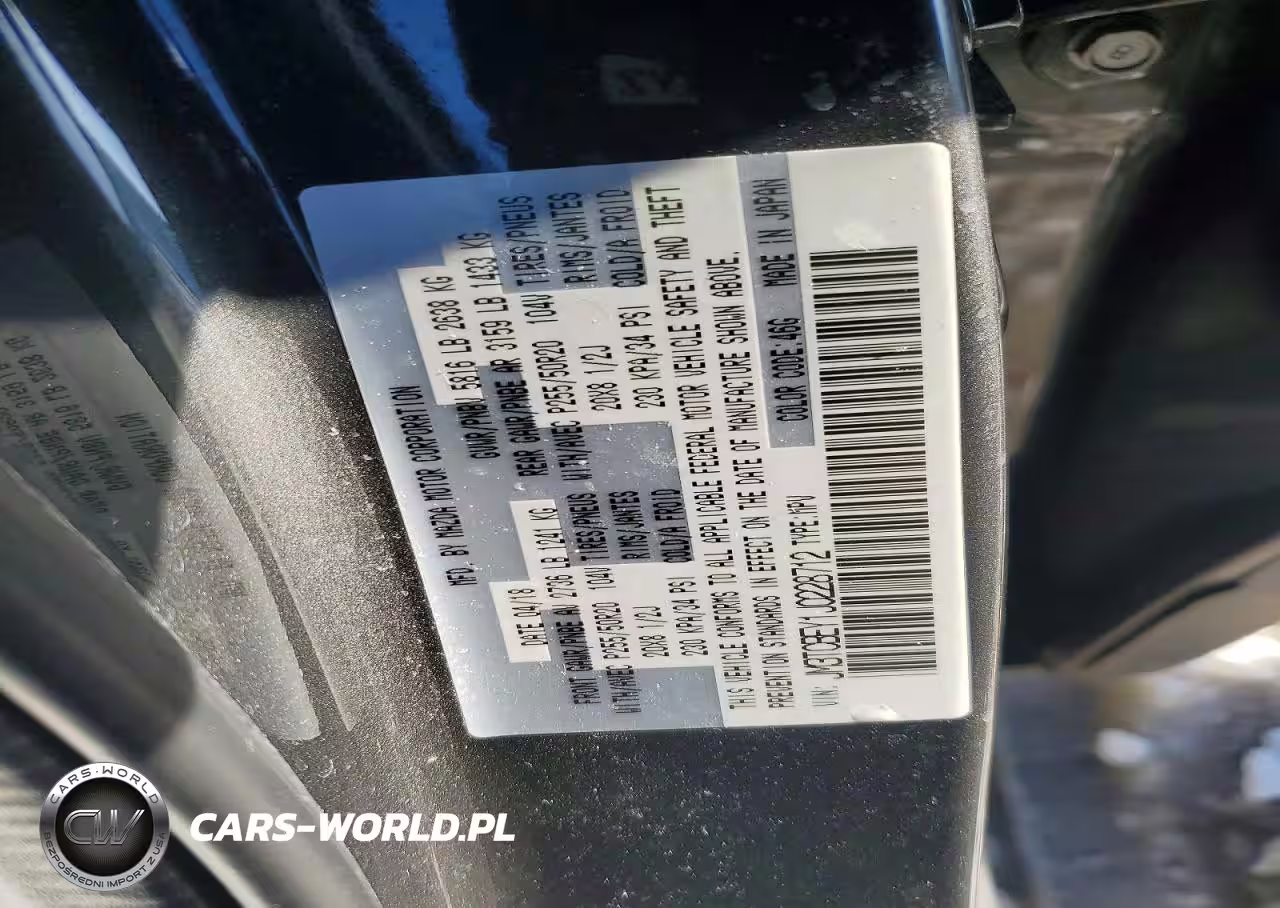 MFD. BY MAZDA MOTOR CORPORATION
DATE 04/18 GVWR/PNBV 5816 LB 2638 KG
FRONT GAWR/PNBE AV 2736 LB 1241 KG REAR GAWR/PNBE AR 3159 LB 1433 KG
WITH/AVEC P255/50R20 104V TIRES/PNEUS WITH/AVEC P255/50R20 104V TIRES/PNEUS
20X8 1/2J RIMS/JANTES 20X8 1/2J RIMS/JANTES
230 KPA/34 PSI COLD/A FROID 230 KPA/34 PSI COLD/A FROID
THIS VEHICLE CONFORMS TO ALL APPLICABLE FEDERAL MOTOR VEHICLE SAFETY AND THEFT
PREVENTION STANDARDS IN EFFECT ON THE DATE OF MANUFACTURE SHOWN ABOVE.
COLOR CODE:46G MADE IN JAPAN
VIN: JM3TCBEY1J0228712 TYPE:MPV
CARS-WORLD
CW
BEZPOŚREDNI IMPORT Z USA
CARS-WORLD.PL